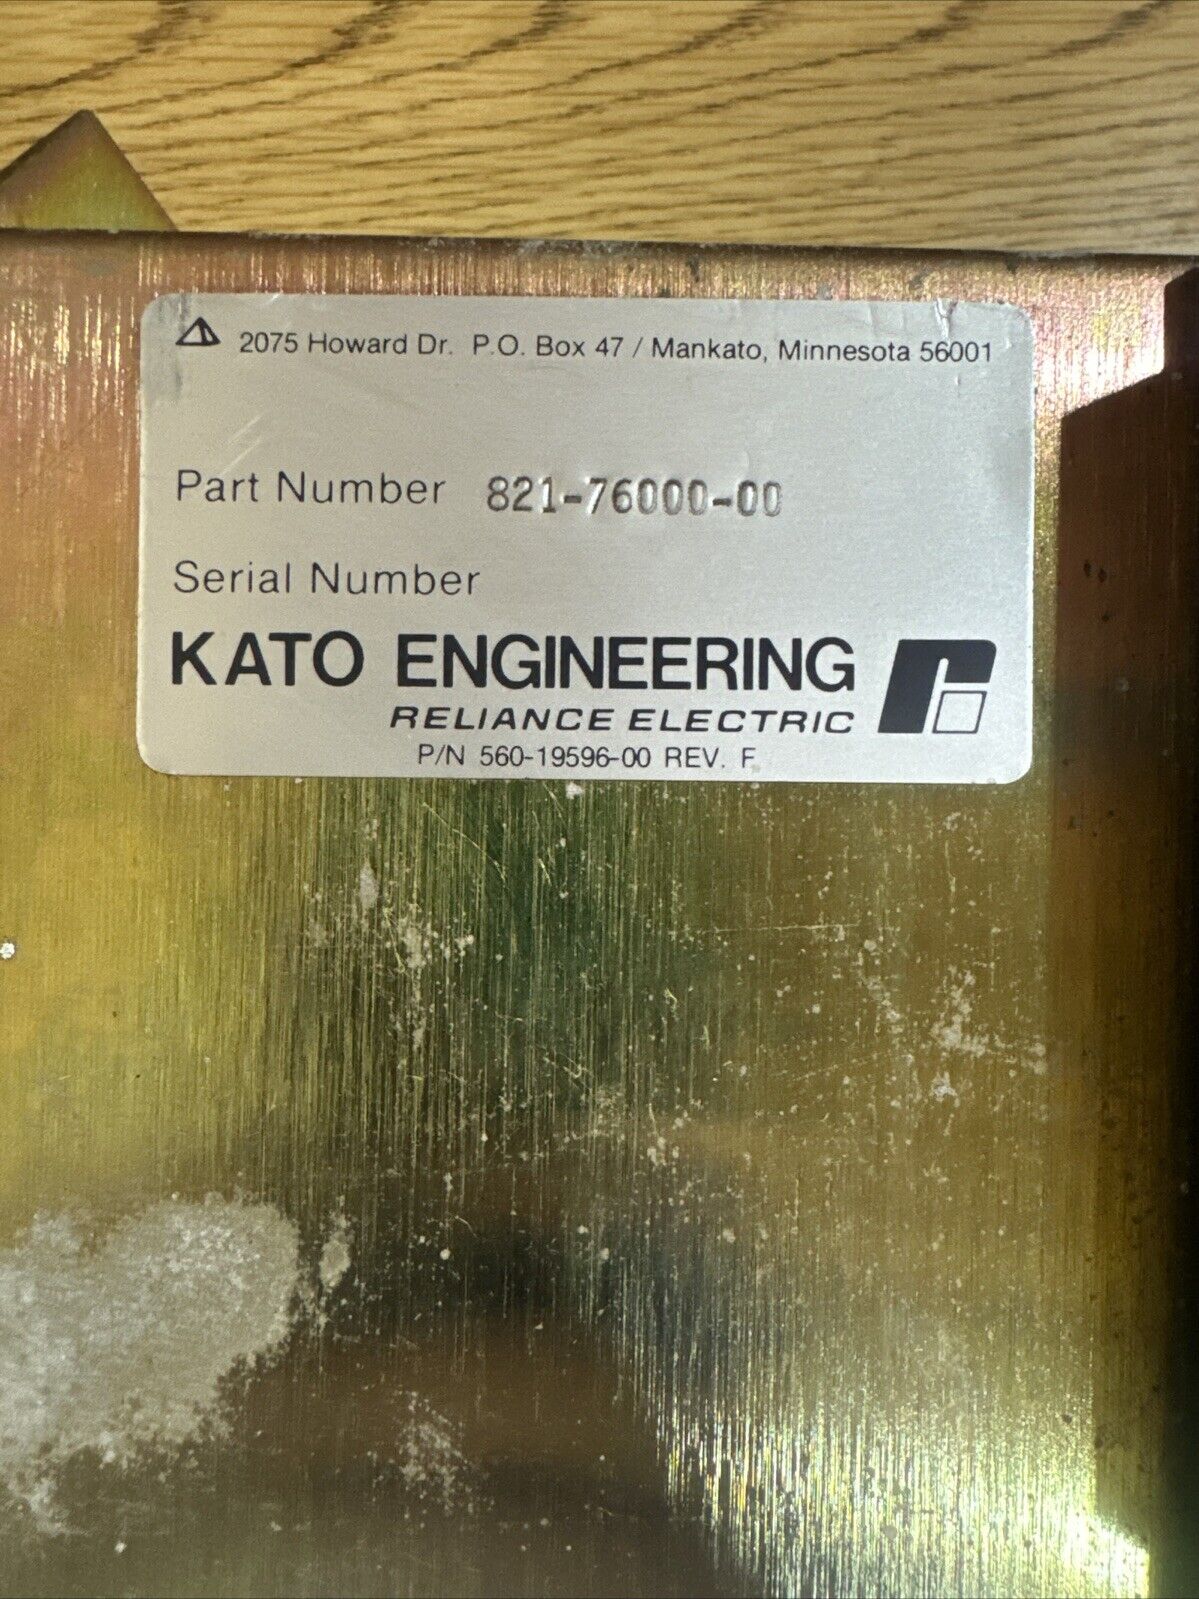 2075 Howard Dr. P.O. Box 47 / Mankato, Minnesota 56001
Part Number 821-76000-00
Serial Number
KATO ENGINEERING
RELIANCE ELECTRIC
P/N 560-19596-00 REV. F